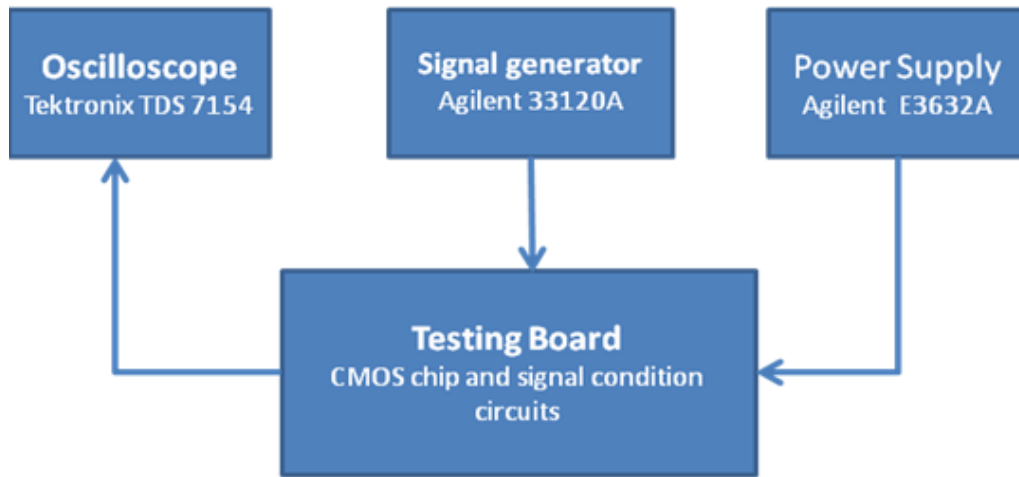 Oscilloscope
Tektronix TDS 7154
Signal generator
Agilent 33120A
Power Supply
Agilent E3632A
Testing Board
CMOS chip and signal condition
circuits